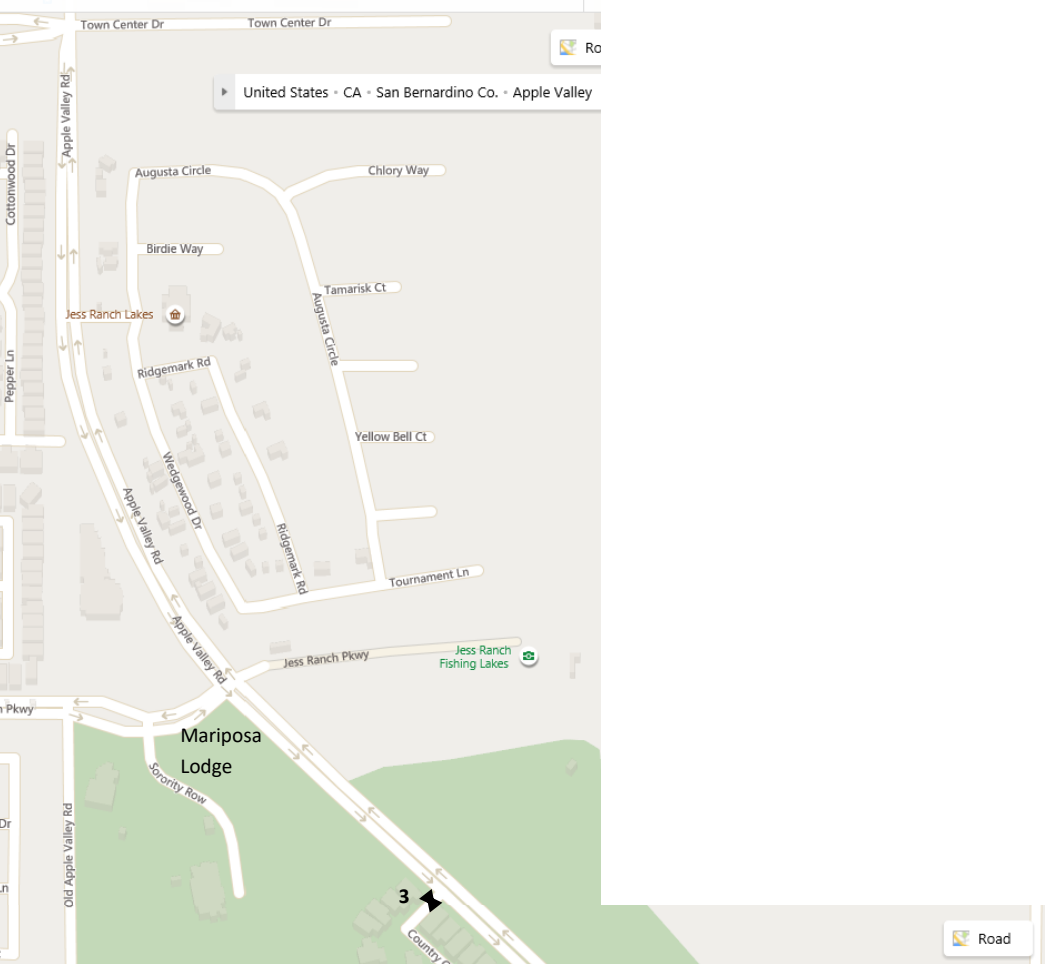 Town Center Dr
Town Center Dr
Ro
United States • CA • San Bernardino Co. • Apple Valley
Apple Valley Rd
Cottonwood Dr
Augusta Circle
Chlory Way
Birdie Way
Tamarisk Ct
Jess Ranch Lakes
Augusta Circle
Ridgemark Rd
Pepper Ln
Yellow Bell Ct
Wedgewood Dr
Apple Valley Rd
Ridgemark Rd
Tournament Ln
Apple Valley Rd
Jess Ranch Pkwy
Jess Ranch
Fishing Lakes
Pkwy
Mariposa
Lodge
Sorority Row
Old Apple Valley Rd
Dr
3
Country
Road